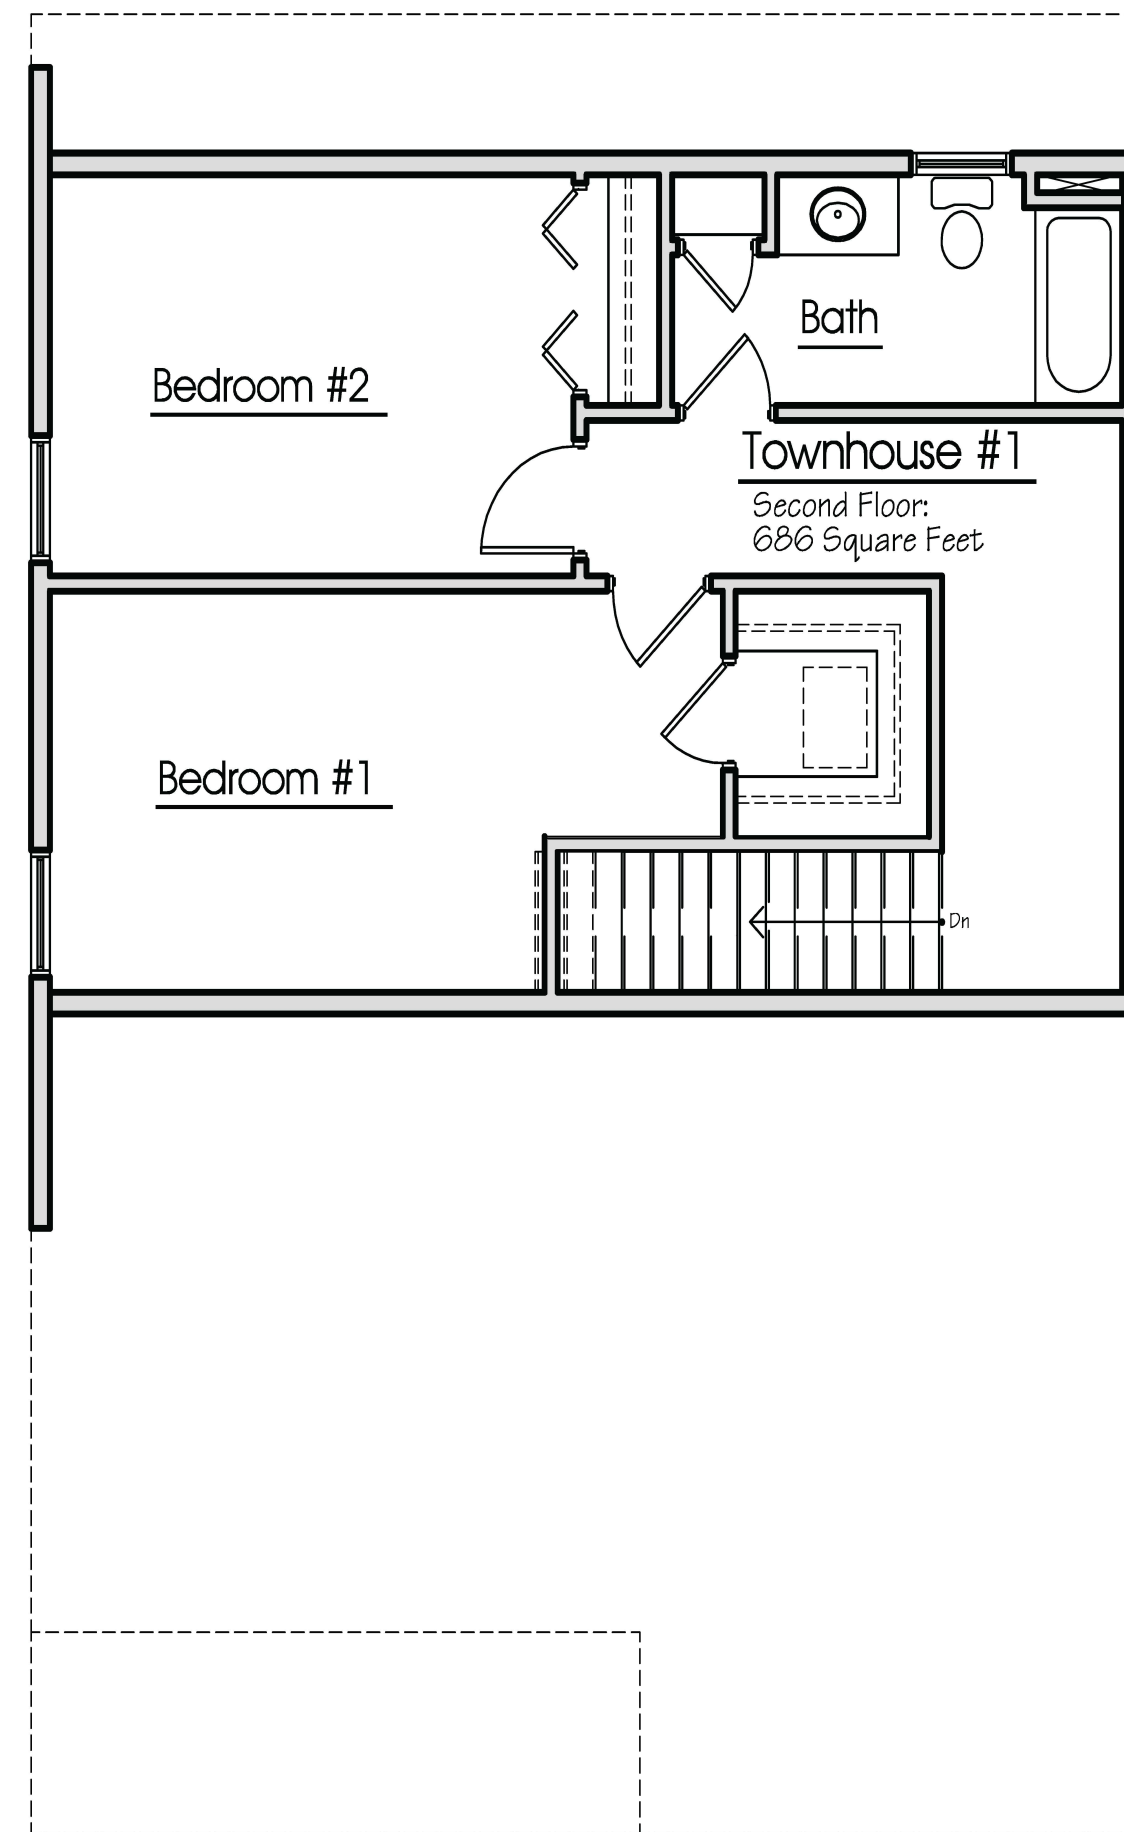 Bath
Bedroom #2
Townhouse #1
Second Floor:
686 Square Feet
Bedroom #1
Dn